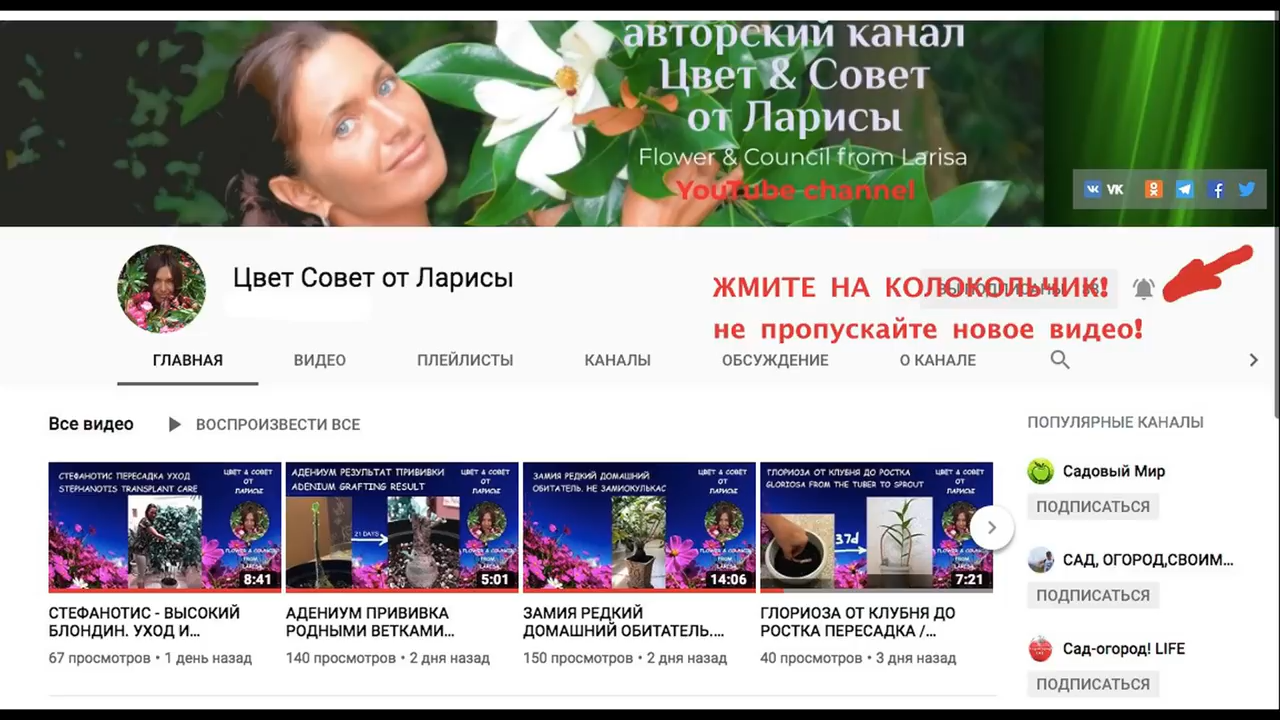 авторский канал
Цвет & Совет
от Ларисы
Flower & Council from Larisa
YouTube channel
VK
Цвет Совет от Ларисы
ЖМИТЕ НА КОЛОКОЛЬЧИК!
не пропускайте новое видео!
ГЛАВНАЯ ВИДЕО ПЛЕЙЛИСТЫ КАНАЛЫ ОБСУЖДЕНИЕ О КАНАЛЕ
Все видео ВОСПРОИЗВЕСТИ ВСЕ
ПОПУЛЯРНЫЕ КАНАЛЫ
СТЕФАНОТИС ПЕРЕСАДКА УХОД
STEPHANOTIS TRANSPLANT CARE
ЦВЕТ & СОВЕТ
ОТ
ЛАРИСЫ
FLOWER & COUNCIL
FROM
LARISA
8:41
АДЕНИУМ РЕЗУЛЬТАТ ПРИВИВКИ
ADENIUM GRAFTING RESULT
21 DAYS
ЦВЕТ & СОВЕТ
ОТ
ЛАРИСЫ
FLOWER & COUNCIL
FROM
LARISA
5:01
ЗАМИЯ РЕДКИЙ ДОМАШНИЙ
ОБИТАТЕЛЬ. НЕ ЗАМИОКУЛЬКАС
ЦВЕТ & СОВЕТ
ОТ
ЛАРИСЫ
FLOWER & COUNCIL
FROM
LARISA
14:06
ГЛОРИОЗА ОТ КЛУБНЯ ДО РОСТКА
GLORIOSA FROM THE TUBER TO SPROUT
37d
ЦВЕТ & СОВЕТ
ОТ
ЛАРИСЫ
FLOWER & COUNCIL
FROM
LARISA
7:21
СТЕФАНОТИС - ВЫСОКИЙ
БЛОНДИН. УХОД И...
67 просмотров • 1 день назад
АДЕНИУМ ПРИВИВКА
РОДНЫМИ ВЕТКАМИ...
140 просмотров • 2 дня назад
ЗАМИЯ РЕДКИЙ
ДОМАШНИЙ ОБИТАТЕЛЬ....
150 просмотров • 2 дня назад
ГЛОРИОЗА ОТ КЛУБНЯ ДО
РОСТКА ПЕРЕСАДКА /...
40 просмотров • 3 дня назад
Садовый Мир
ПОДПИСАТЬСЯ
САД, ОГОРОД,СВОИМ...
ПОДПИСАТЬСЯ
Сад-огород! LIFE
ПОДПИСАТЬСЯ